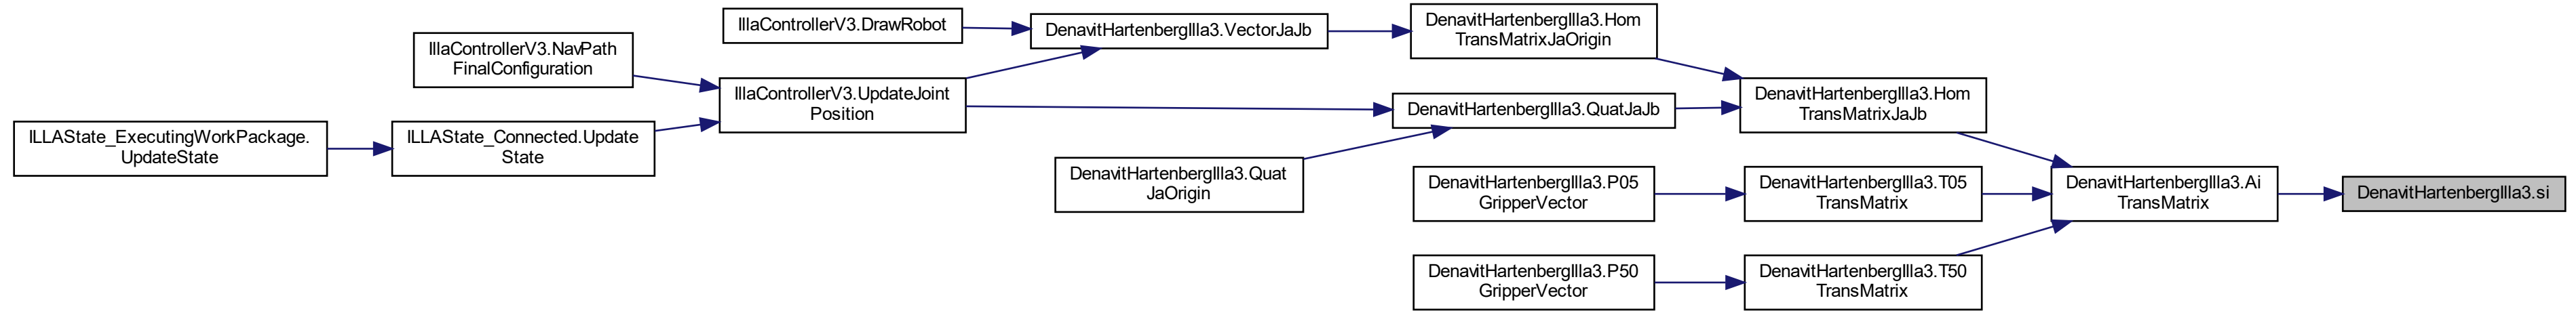 IllaControllerV3.DrawRobot
DenavitHartenbergIlla3.VectorJaJb
DenavitHartenbergIlla3.Hom
TransMatrixJaOrigin
IllaControllerV3.NavPath
FinalConfiguration
IllaControllerV3.UpdateJoint
Position
DenavitHartenbergIlla3.QuatJaJb
DenavitHartenbergIlla3.Hom
TransMatrixJaJb
ILLAState_ExecutingWorkPackage.
UpdateState
ILLAState_Connected.Update
State
DenavitHartenbergIlla3.Quat
JaOrigin
DenavitHartenbergIlla3.P05
GripperVector
DenavitHartenbergIlla3.T05
TransMatrix
DenavitHartenbergIlla3.Ai
TransMatrix
DenavitHartenbergIlla3.si
DenavitHartenbergIlla3.P50
GripperVector
DenavitHartenbergIlla3.T50
TransMatrix